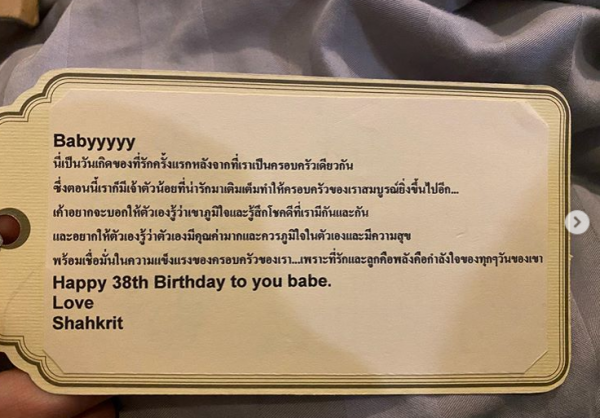 Babyyyyy
นี่เป็นวันเกิดของที่รักครั้งแรกหลังจากที่เราเป็นครอบครัวเดียวกัน
ซึ่งตอนนี้เราก็มีเจ้าตัวน้อยที่น่ารักมาเติมเต็มทำให้ครอบครัวของเราสมบูรณ์ยิ่งขึ้นไปอีก...
เค้าอยากจะบอกให้ตัวเองรู้ว่าเขาภูมิใจและรู้สึกโชคดีที่เรามีกันและกัน
และอยากให้ตัวเองรู้ว่าตัวเองมีคุณค่ามากและควรภูมิใจในตัวเองและมีความสุข
พร้อมเชื่อมั่นในความแข็งแรงของครอบครัวของเรา...เพราะที่รักและลูกคือพลังคือกำลังใจของทุกๆวันของเขา
Happy 38th Birthday to you babe.
Love
Shahkrit